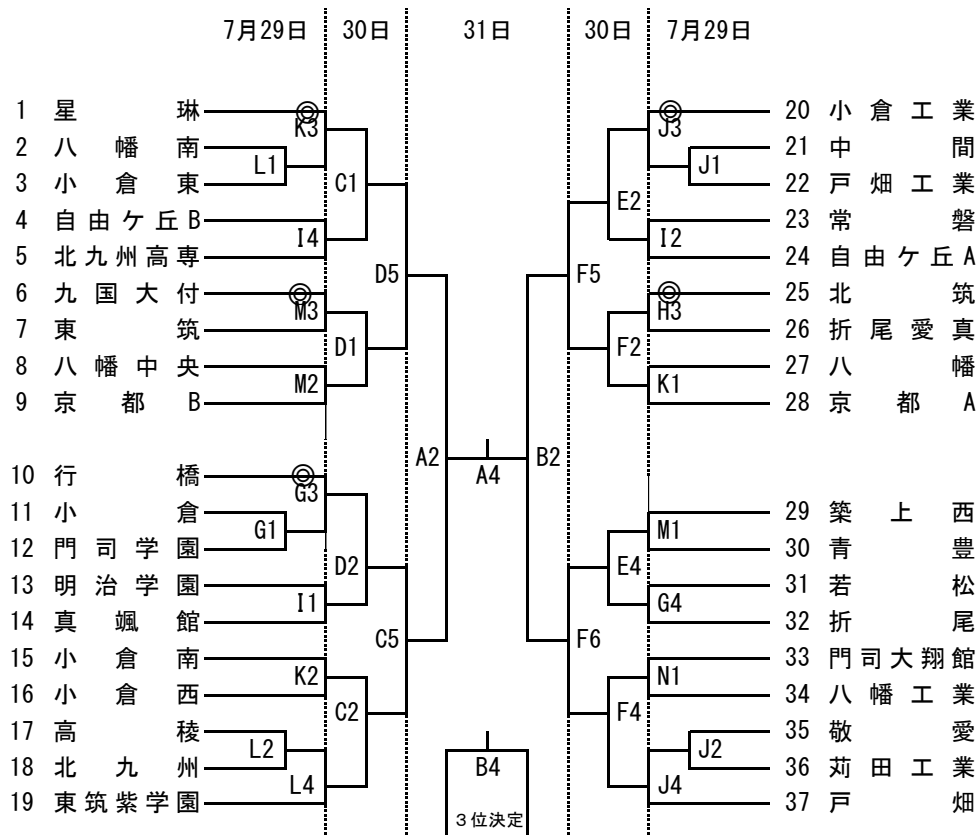 7月29日 30日 31日 30日 7月29日
1 星琳 ◎ K3 ◎ J3 20 小倉工業
2 八幡南 L1 J1 21 中間
3 小倉東 C1 E2 22 戸畑工業
4 自由ケ丘B I4 I2 23 常磐
5 北九州高専 D5 F5 24 自由ケ丘A
6 九国大付 ◎ M3 ◎ H3 25 北筑
7 東筑 D1 F2 26 折尾愛真
8 八幡中央 M2 K1 27 八幡
9 京都B 28 京都A
A2 A4 B2
10 行橋 ◎ G3
11 小倉 G1 M1 29 築上西
12 門司学園 D2 E4 30 青豊
13 明治学園 I1 G4 31 若松
14 真颯館 C5 F6 32 折尾
15 小倉南 K2 N1 33 門司大翔館
16 小倉西 C2 F4 34 八幡工業
17 高稜 L2 J2 35 敬愛
18 北九州 L4 B4 J4 36 苅田工業
19 東筑紫学園 3位決定 37 戸畑